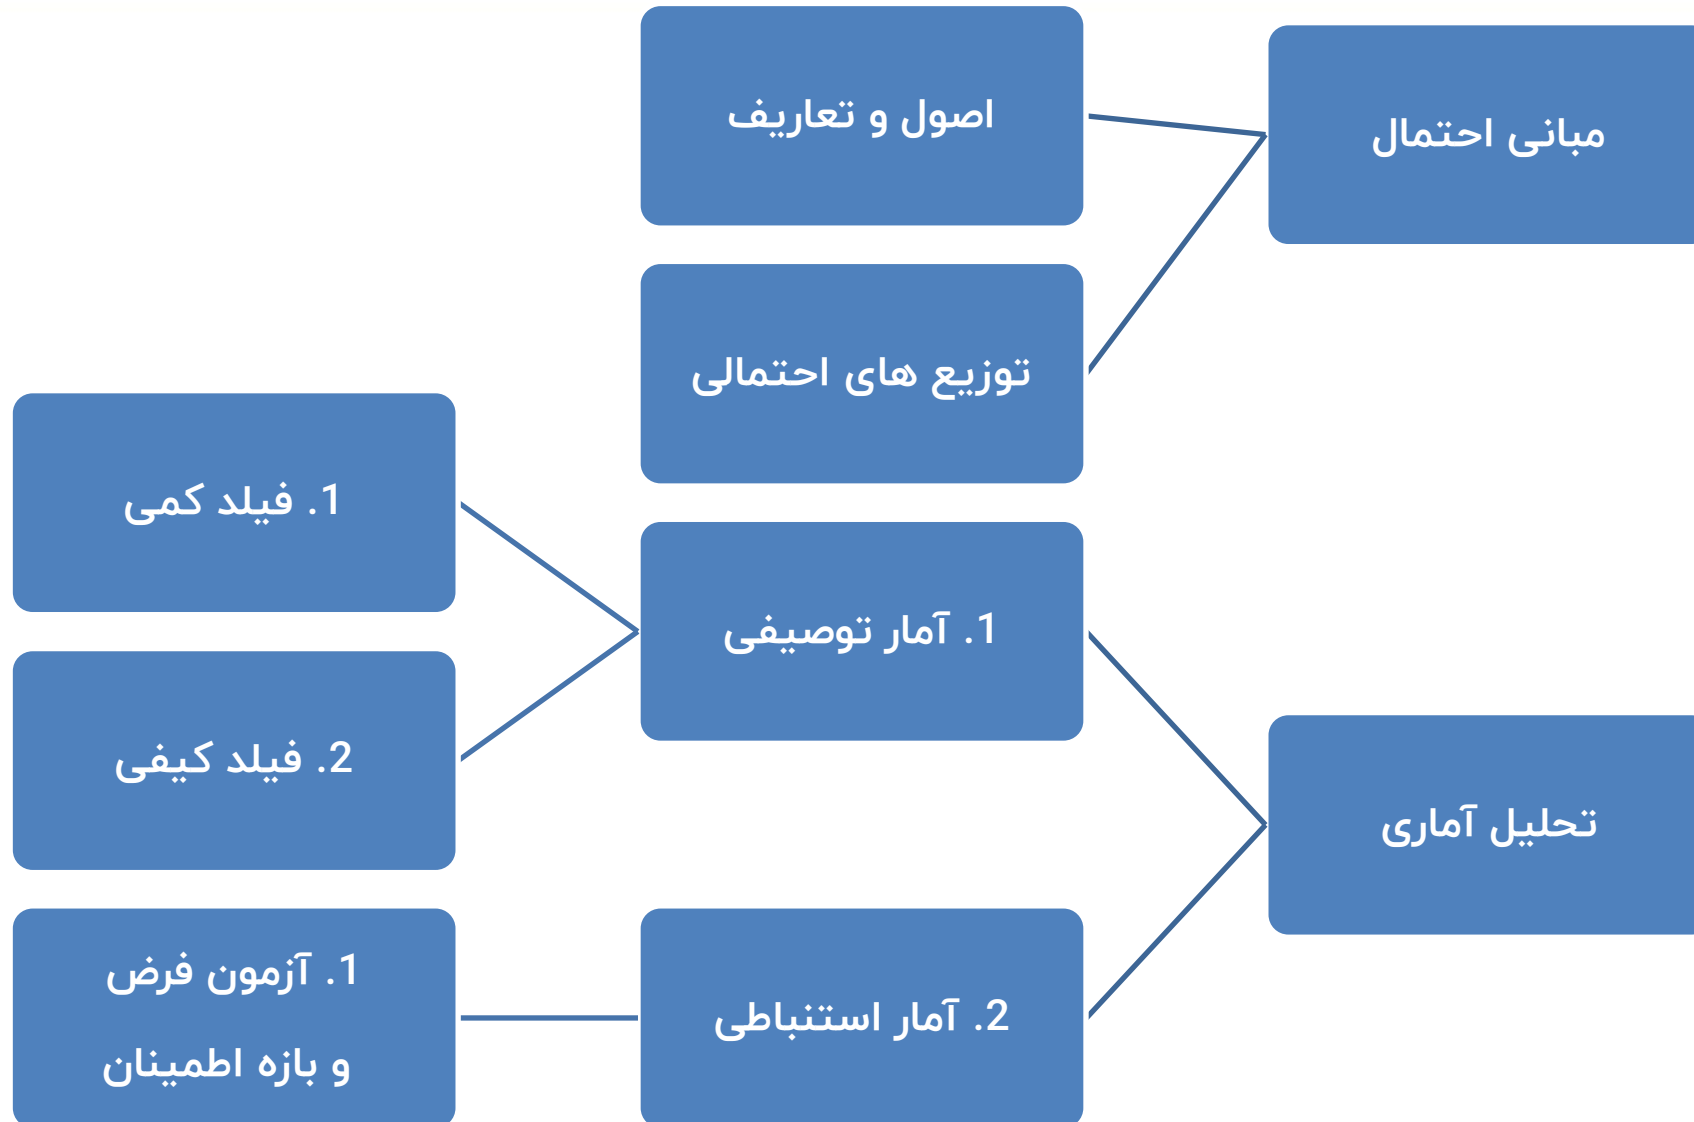 مبانی احتمال
اصول و تعاریف
توزیع های احتمالی
تحلیل آماری
1. آمار توصیفی
1. فیلد کمی
2. فیلد کیفی
2. آمار استنباطی
1. آزمون فرض
و بازه اطمینان